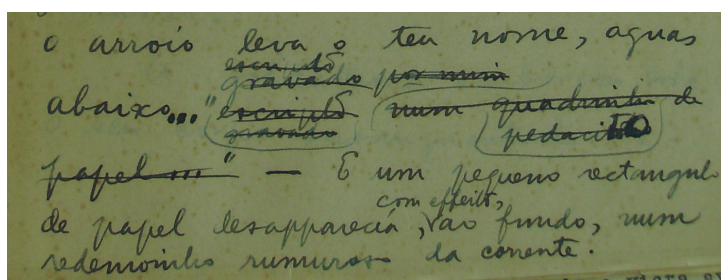 o arroio leva o teu nome, aguas
escripto
gravado por mim
abaixo..." escripto num quadrinho de
gravado pedacito
papel..." — E um pequeno rectangulo
com effeito,
de papel desapparecia, ao fundo, num
redemoinho rumoroso da corrente.